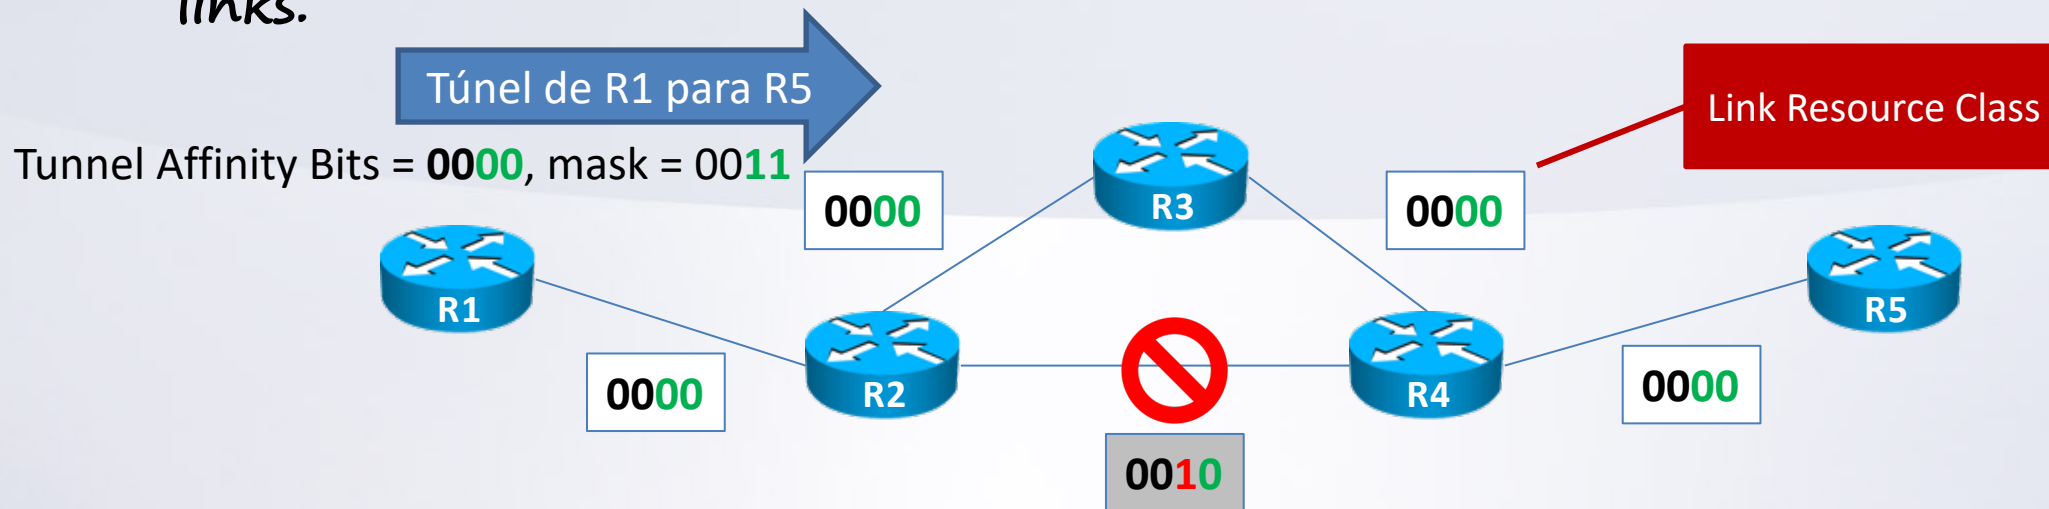 links.
Túnel de R1 para R5
Link Resource Class
Tunnel Affinity Bits = 0000, mask = 0011
0000
R3
0000
R1
R5
0000
R2
R4
0000
0010